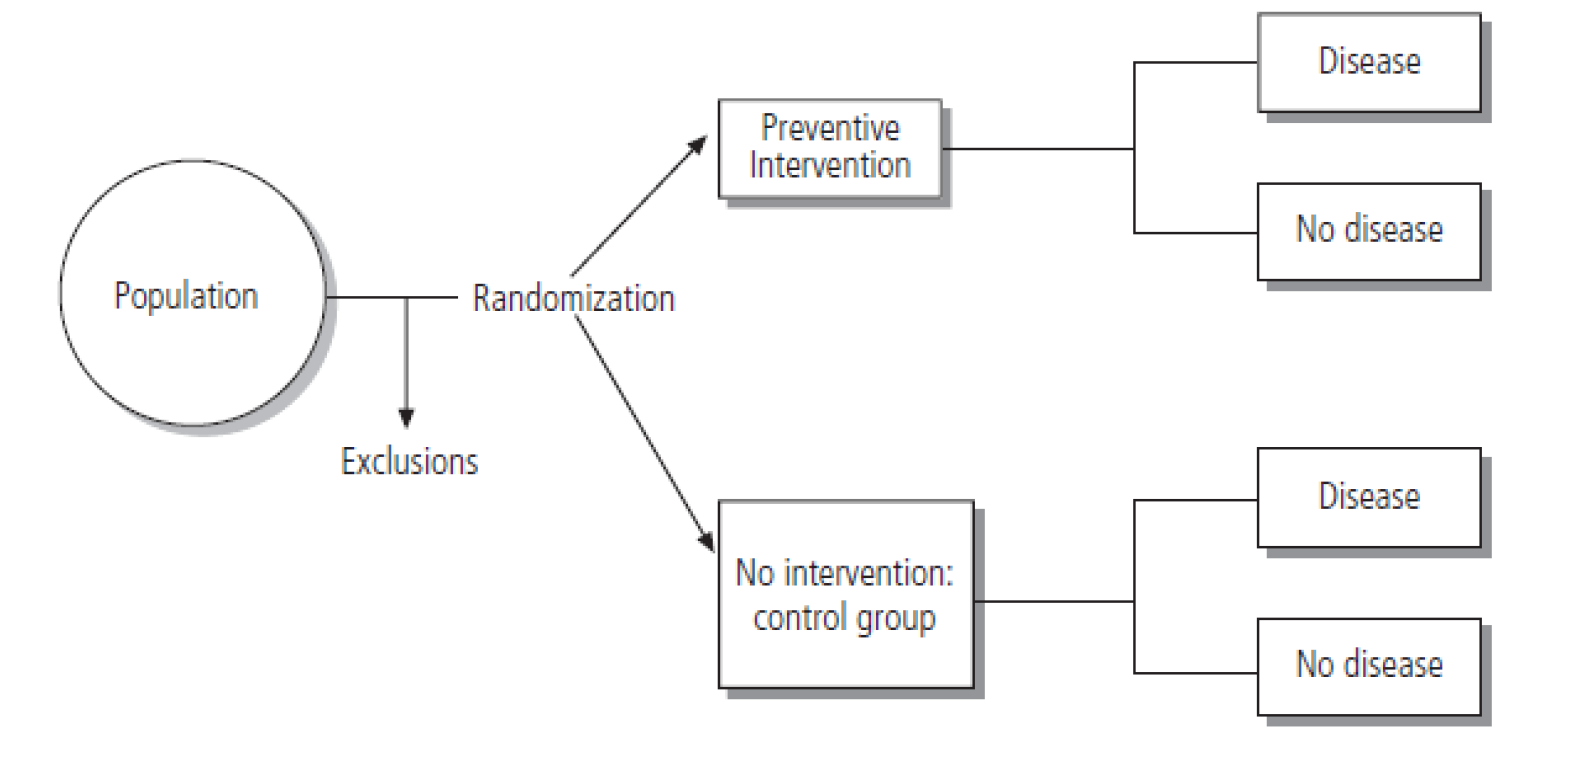 Population
Exclusions
Randomization
Preventive
Intervention
Disease
No disease
No intervention:
control group
Disease
No disease